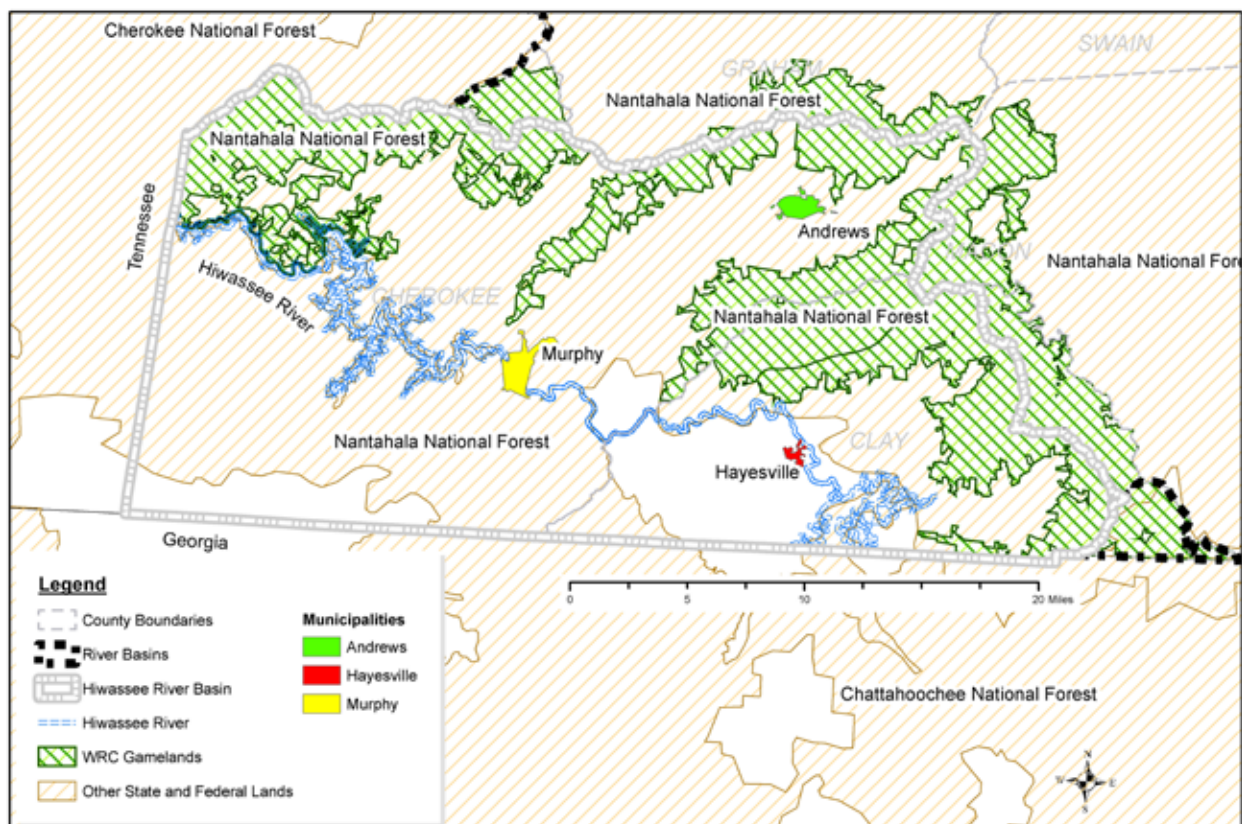 Cherokee National Forest
SWAIN
GRAHAM
Nantahala National Forest
Nantahala National Forest
Tennessee
Andrews
Hiwassee River
MACON
Nantahala National Fore
CHEROKEE
Nantahala National Forest
Murphy
Nantahala National Forest
CLAY
Hayesville
Georgia
Legend
County Boundaries
River Basins
Hiwassee River Basin
Hiwassee River
WRC Gamelands
Other State and Federal Lands
Municipalities
Andrews
Hayesville
Murphy
0 5 10 20 Miles
Chattahoochee National Forest
N
W E
S